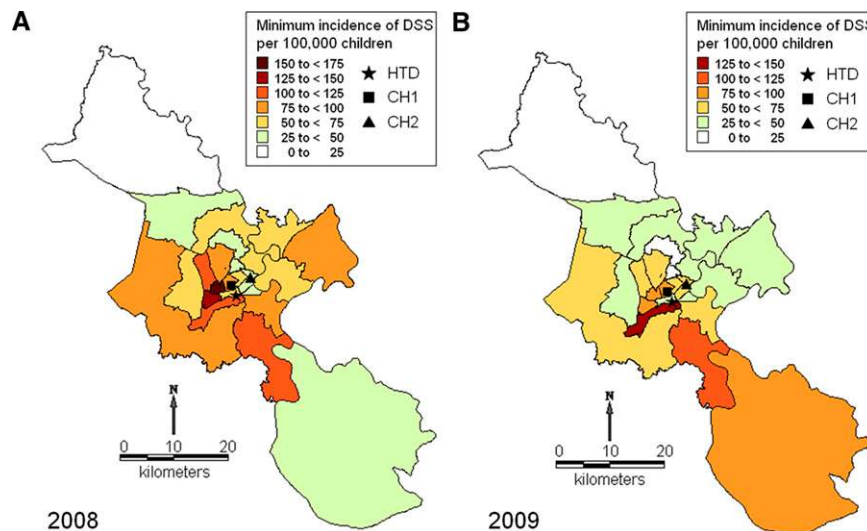 A
Minimum incidence of DSS
per 100,000 children
150 to < 175
125 to < 150
100 to < 125
75 to < 100
50 to < 75
25 to < 50
0 to 25
HTD
CH1
CH2
N
0 10 20
kilometers
2008
B
Minimum incidence of DSS
per 100,000 children
125 to < 150
100 to < 125
75 to < 100
50 to < 75
25 to < 50
0 to 25
HTD
CH1
CH2
N
0 10 20
kilometers
2009